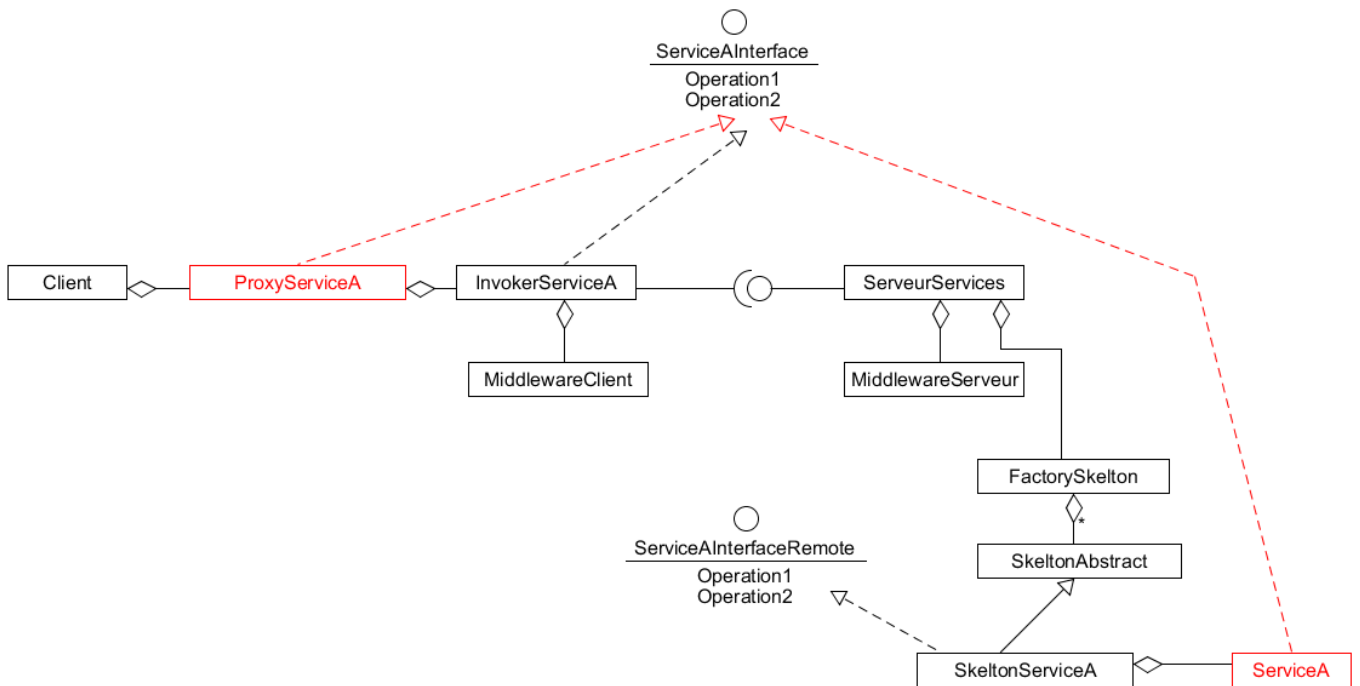 ServiceAInterface
Operation1
Operation2
Client
ProxyServiceA
InvokerServiceA
ServeurServices
MiddlewareClient
MiddlewareServeur
FactorySkelton
*
ServiceAInterfaceRemote
Operation1
Operation2
SkeltonAbstract
SkeltonServiceA
ServiceA